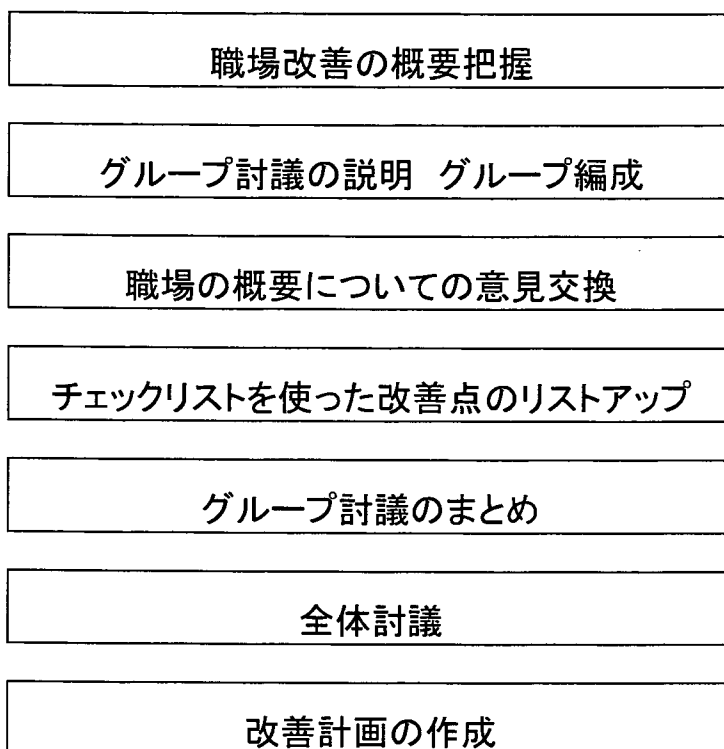 職場改善の概要把握
グループ討議の説明 グループ編成
職場の概要についての意見交換
チェックリストを使った改善点のリストアップ
グループ討議のまとめ
全体討議
改善計画の作成